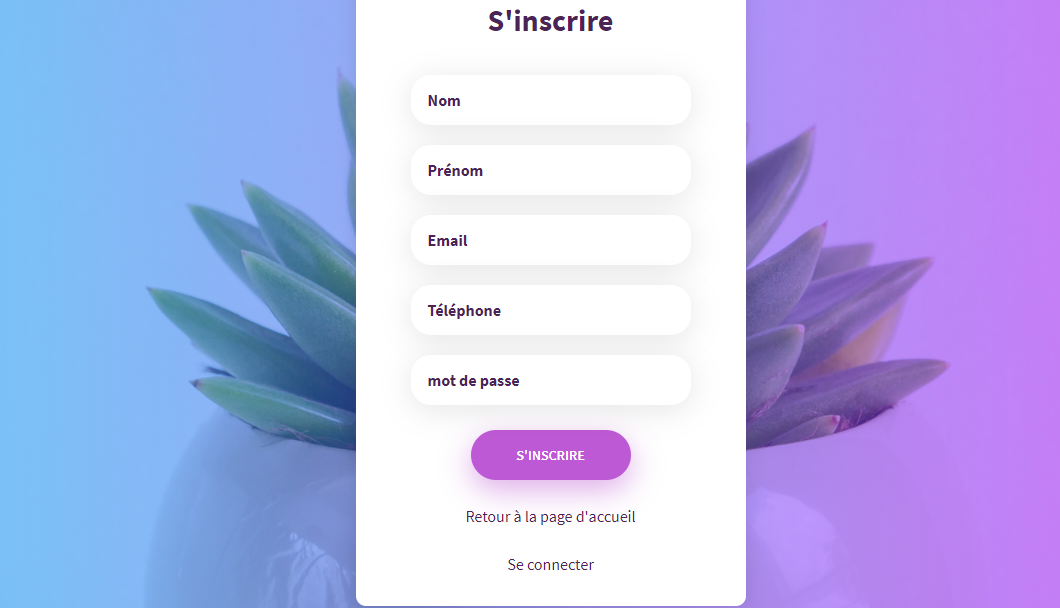 S'inscrire
Nom
Prénom
Email
Téléphone
mot de passe
S'INSCRIRE
Retour à la page d'accueil
Se connecter